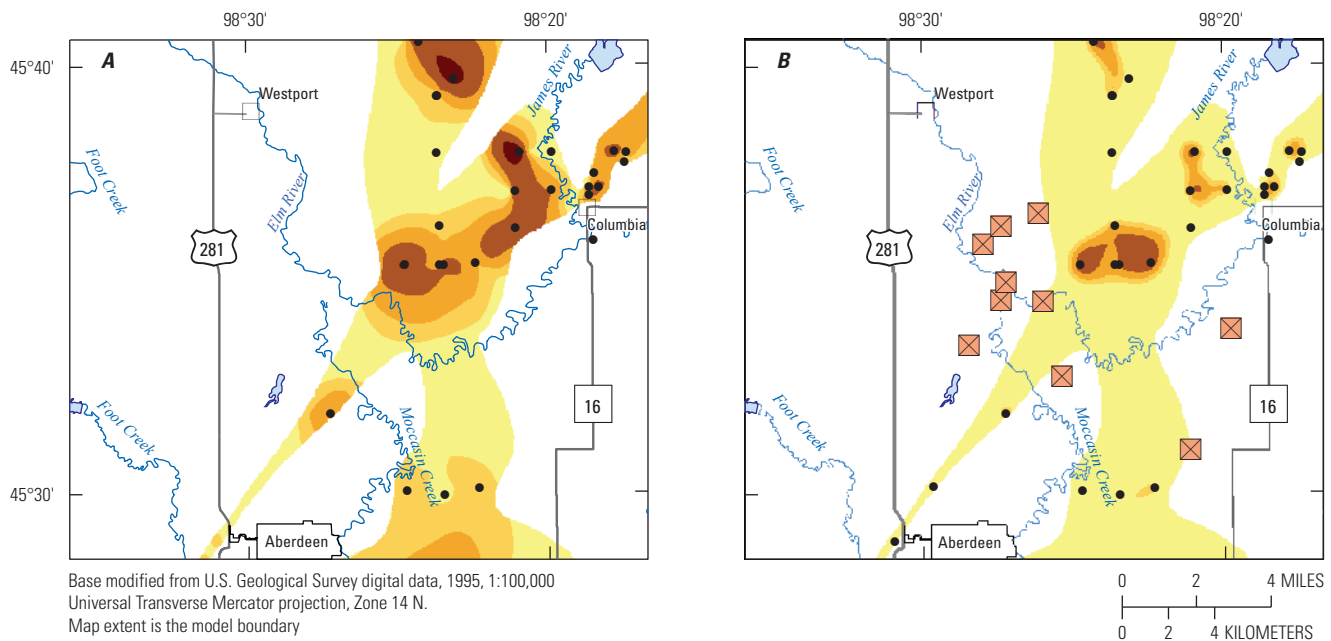 98°30'
98°20'
98°30'
98°20'
45°40'
A
James River
Westport
Foot Creek
Elm River
281
Columbia
16
Foot Creek
Moccasin Creek
45°30'
Aberdeen
B
James River
Westport
Foot Creek
Elm River
281
Columbia
16
Foot Creek
Moccasin Creek
45°30'
Aberdeen
Base modified from U.S. Geological Survey digital data, 1995, 1:100,000
Universal Transverse Mercator projection, Zone 14 N.
Map extent is the model boundary
0 2 4 MILES
0 2 4 KILOMETERS